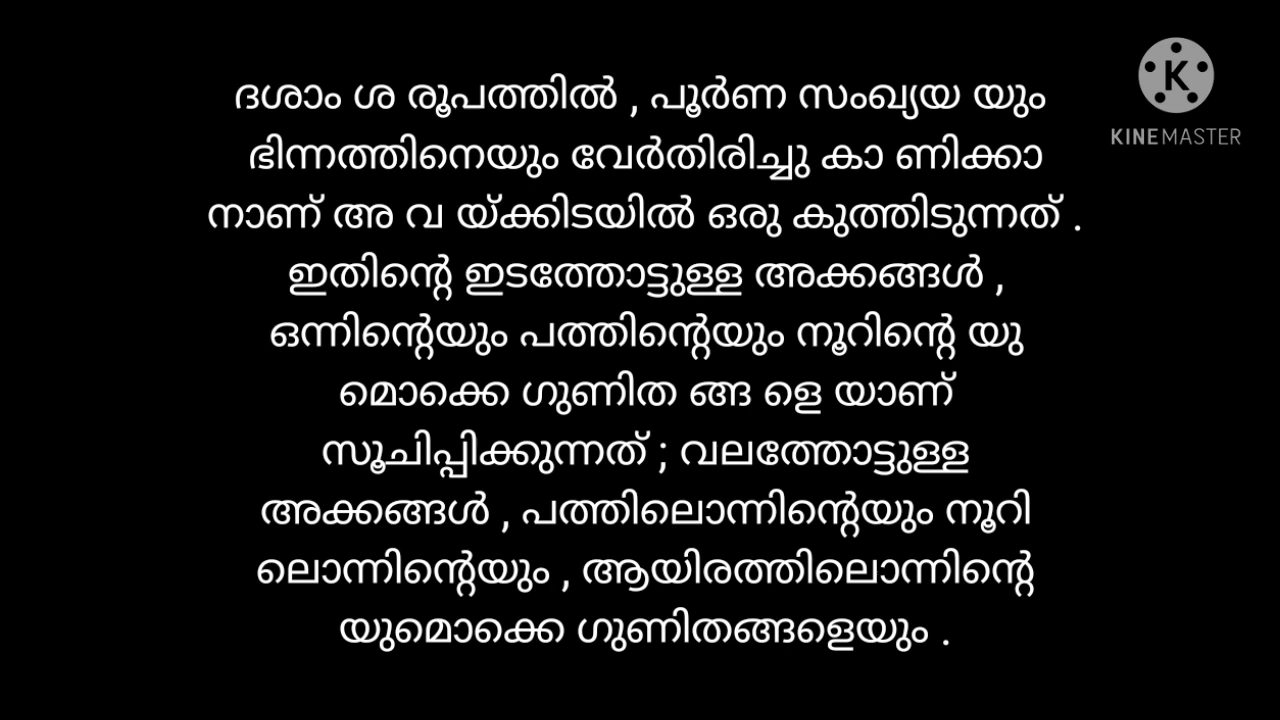 ദശാം ശ രൂപത്തിൽ , പൂർണ സംഖ്യയ യും
ഭിന്നത്തിനെയും വേർതിരിച്ചു കാ ണിക്കാ
നാണ് അ വ യ്ക്കിടയിൽ ഒരു കുത്തിടുന്നത് .
ഇതിന്റെ ഇടത്തോട്ടുള്ള അക്കങ്ങൾ ,
ഒന്നിന്റെയും പത്തിന്റെയും നൂറിന്റെ യു
മൊക്കെ ഗുണിത ങ്ങ ളെ യാണ്
സൂചിപ്പിക്കുന്നത് ; വലത്തോട്ടുള്ള
അക്കങ്ങൾ , പത്തിലൊന്നിന്റെയും നൂറി
ലൊന്നിന്റെയും , ആയിരത്തിലൊന്നിന്റെ
യുമൊക്കെ ഗുണിതങ്ങളെയും .
K
KINEMASTER